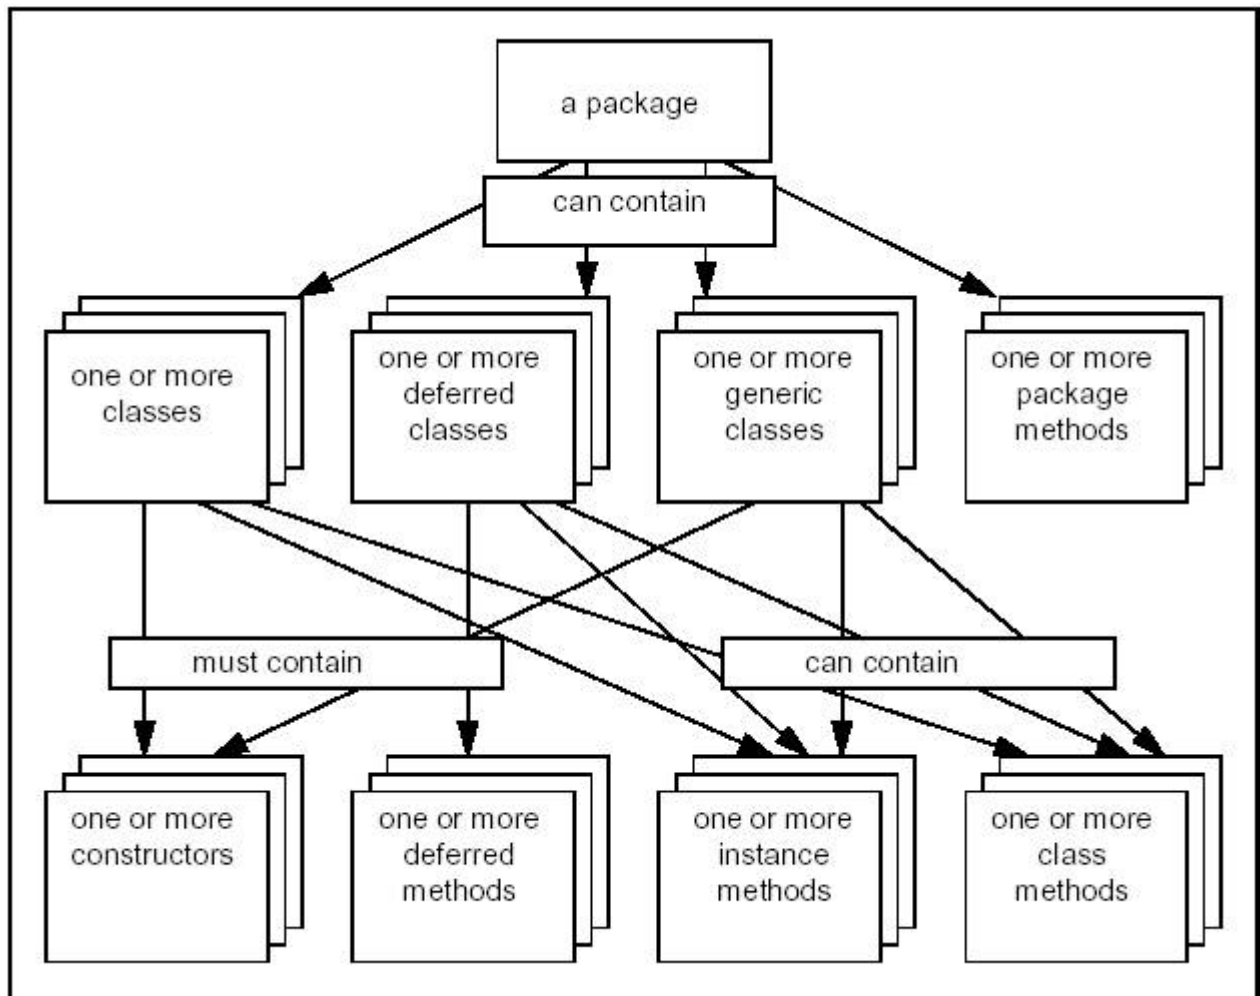 a package
can contain
one or more
classes
one or more
deferred
classes
one or more
generic
classes
one or more
package
methods
must contain
can contain
one or more
constructors
one or more
deferred
methods
one or more
instance
methods
one or more
class
methods